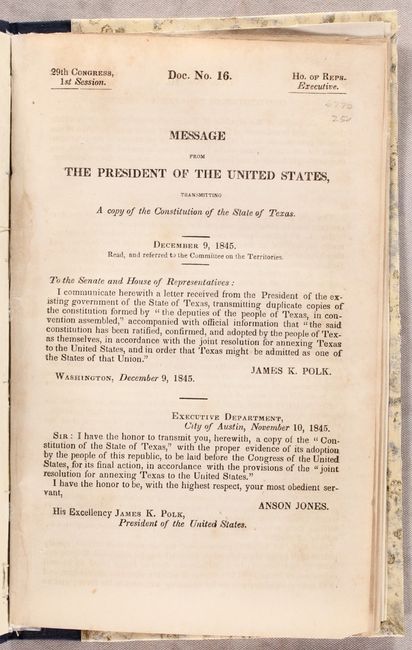 29th Congress,
1st Session.
Doc. No. 16.
Ho. of Reps.
Executive.
MESSAGE
FROM
THE PRESIDENT OF THE UNITED STATES,
TRANSMITTING
A copy of the Constitution of the State of Texas.
December 9, 1845.
Read, and referred to the Committee on the Territories.
To the Senate and House of Representatives:
I communicate herewith a letter received from the President of the ex-
isting government of the State of Texas, transmitting duplicate copies of
the constitution formed by "the deputies of the people of Texas, in con-
vention assembled," accompanied with official information that "the said
constitution has been ratified, confirmed, and adopted by the people of Tex-
as themselves, in accordance with the joint resolution for annexing Texas
to the United States, and in order that Texas might be admitted as one of
the States of that Union."
JAMES K. POLK.
Washington, December 9, 1845.
Executive Department,
City of Austin, November 10, 1845.
Sir: I have the honor to transmit you, herewith, a copy of the "Con-
stitution of the State of Texas," with the proper evidence of its adoption
by the people of this republic, to be laid before the Congress of the United
States, for its final action, in accordance with the provisions of the "joint
resolution for annexing Texas to the United States."
I have the honor to be, with the highest respect, your most obedient ser-
vant,
ANSON JONES.
His Excellency James K. Polk,
President of the United States.